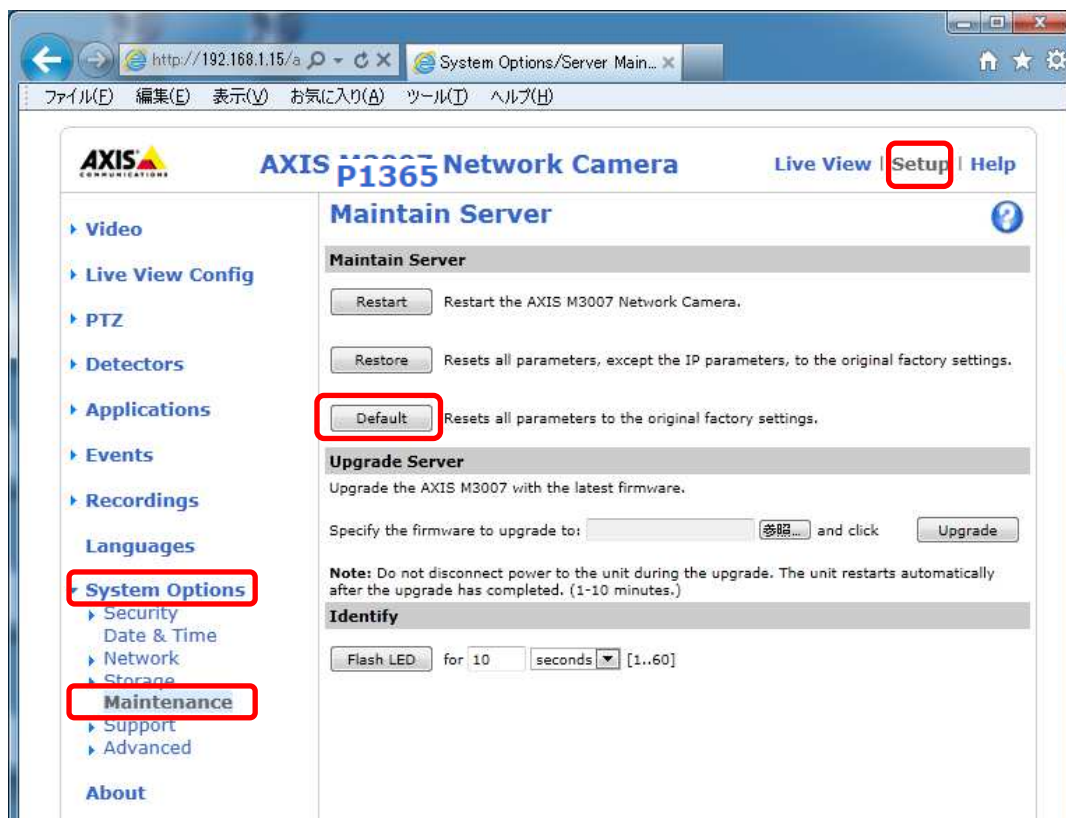 http://192.168.1.15/a
System Options/Server Main...
ファイル(F) 編集(E) 表示(V) お気に入り(A) ツール(T) ヘルプ(H)
AXIS
COMMUNICATIONS
AXIS P1365 Network Camera
Live View | Setup | Help
Video
Live View Config
PTZ
Detectors
Applications
Events
Recordings
Languages
System Options
Security
Date & Time
Network
Storage
Maintenance
Support
Advanced
About
Maintain Server
Maintain Server
Restart Restart the AXIS M3007 Network Camera.
Restore Resets all parameters, except the IP parameters, to the original factory settings.
Default Resets all parameters to the original factory settings.
Upgrade Server
Upgrade the AXIS M3007 with the latest firmware.
Specify the firmware to upgrade to: 参照... and click Upgrade
Note: Do not disconnect power to the unit during the upgrade. The unit restarts automatically
after the upgrade has completed. (1-10 minutes.)
Identify
Flash LED for 10 seconds [1..60]